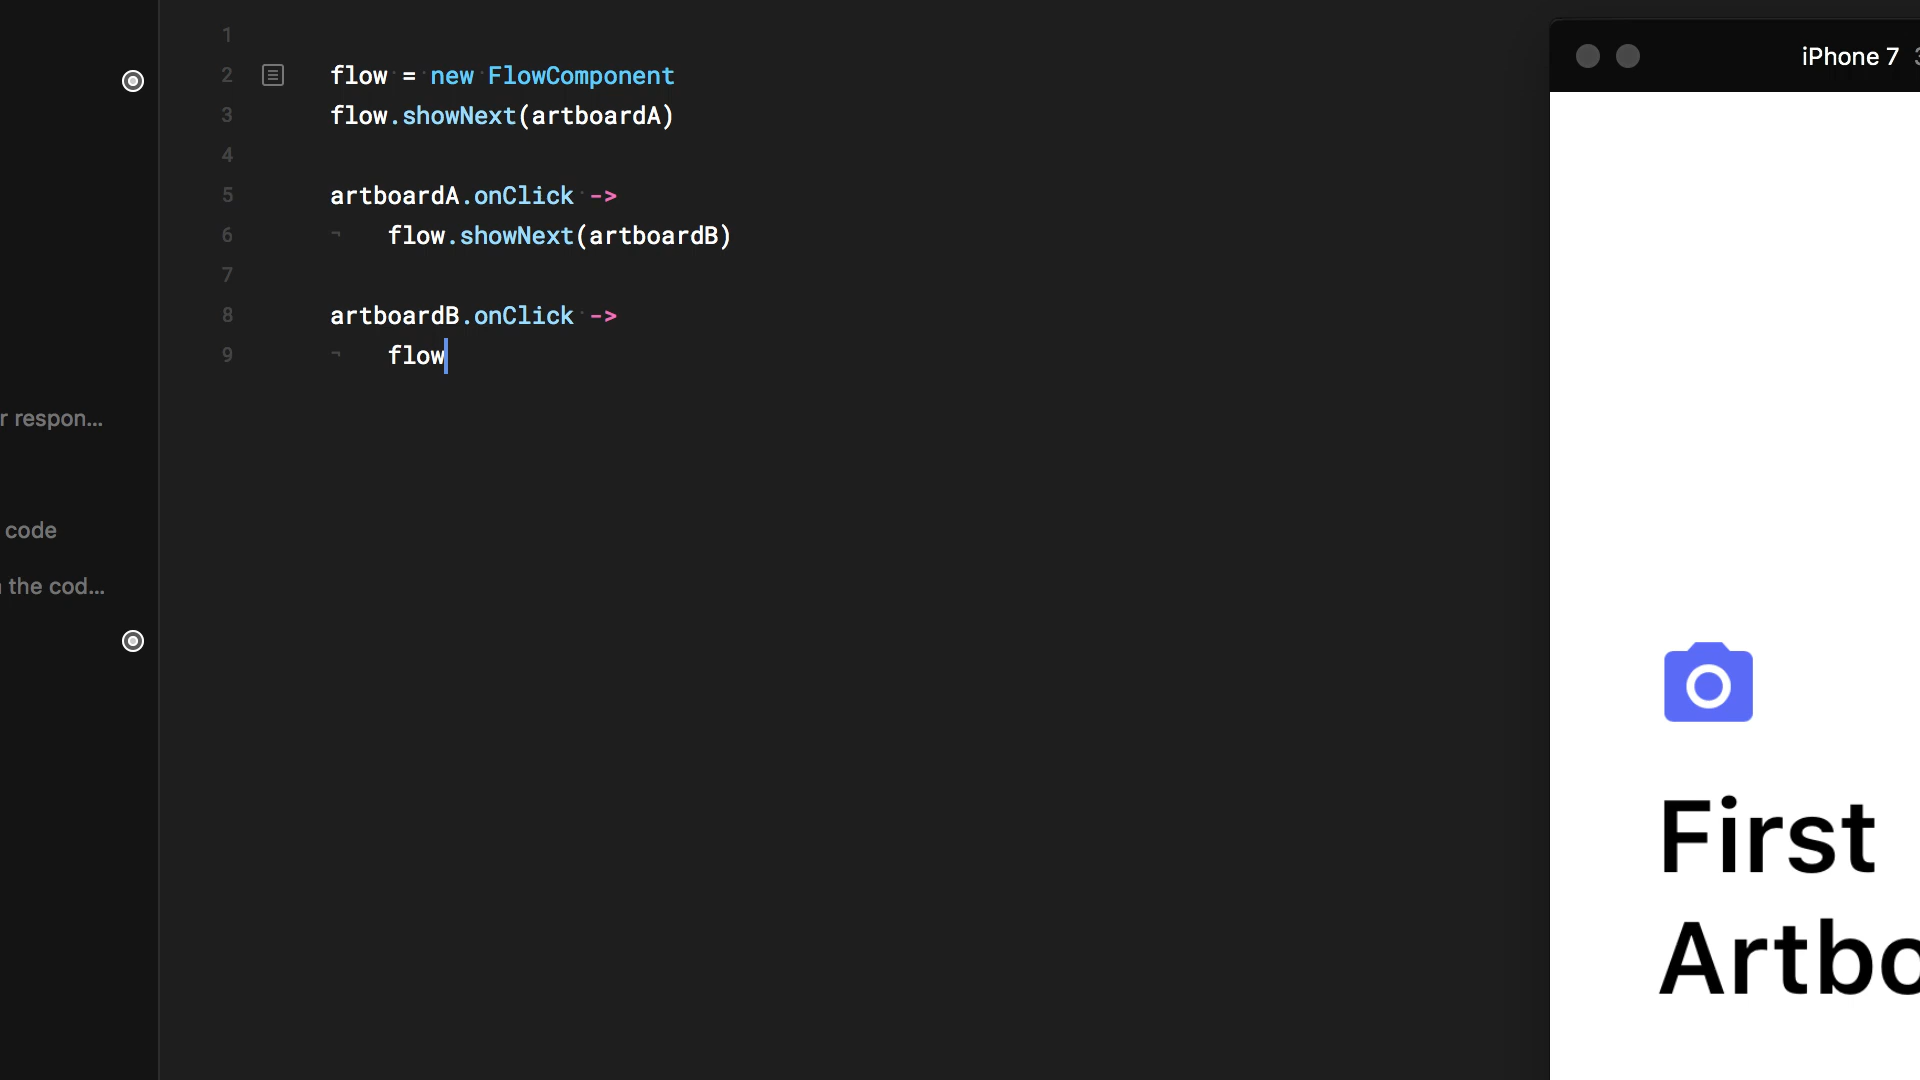 1
2 flow = new FlowComponent
3 flow.showNext(artboardA)
4
5 artboardA.onClick ->
6 flow.showNext(artboardB)
7
8 artboardB.onClick ->
9 flow
r respon...
code
the cod...
iPhone 7
First
Artbo